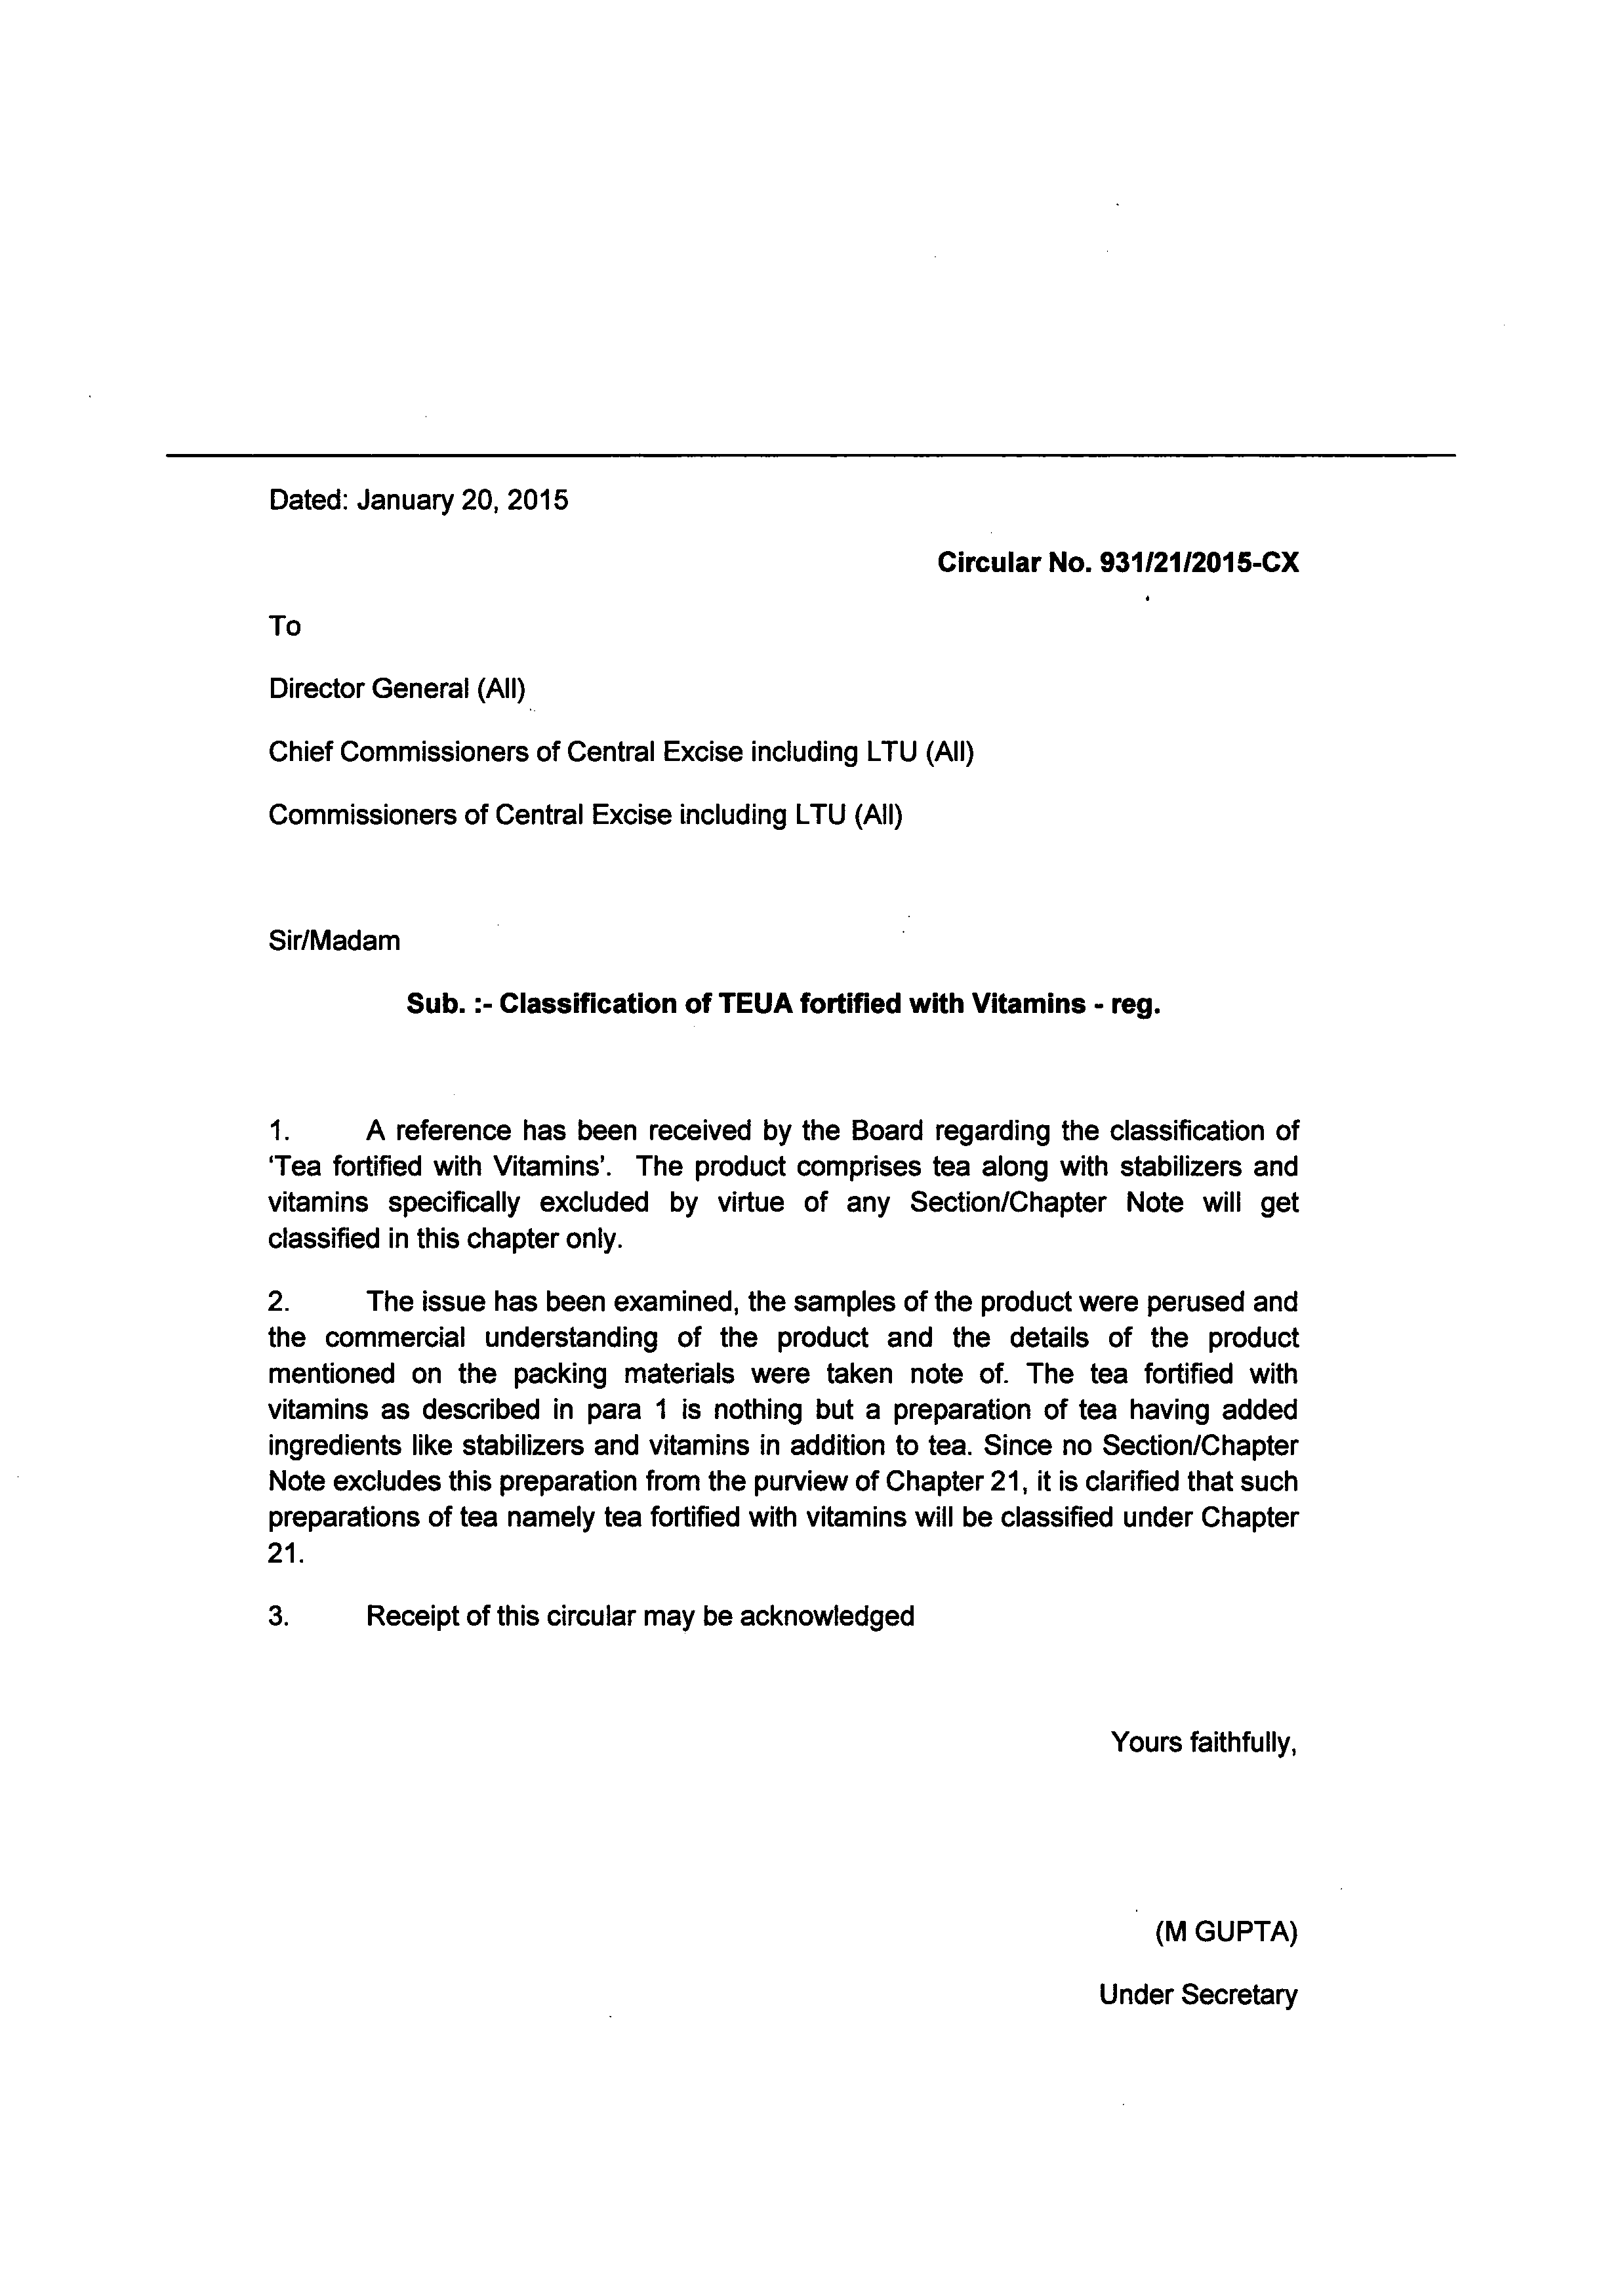 Dated: January 20, 2015
Circular No. 931/21/2015-CX
To
Director General (All)
Chief Commissioners of Central Excise including LTU (All)
Commissioners of Central Excise including LTU (All)
Sir/Madam
Sub. :- Classification of TEUA fortified with Vitamins - reg.
1. A reference has been received by the Board regarding the classification of
‘Tea fortified with Vitamins’. The product comprises tea along with stabilizers and
vitamins specifically excluded by virtue of any Section/Chapter Note will get
classified in this chapter only.
2. The issue has been examined, the samples of the product were perused and
the commercial understanding of the product and the details of the product
mentioned on the packing materials were taken note of. The tea fortified with
vitamins as described in para 1 is nothing but a preparation of tea having added
ingredients like stabilizers and vitamins in addition to tea. Since no Section/Chapter
Note excludes this preparation from the purview of Chapter 21, it is clarified that such
preparations of tea namely tea fortified with vitamins will be classified under Chapter
21.
3. Receipt of this circular may be acknowledged
Yours faithfully,
(M GUPTA)
Under Secretary